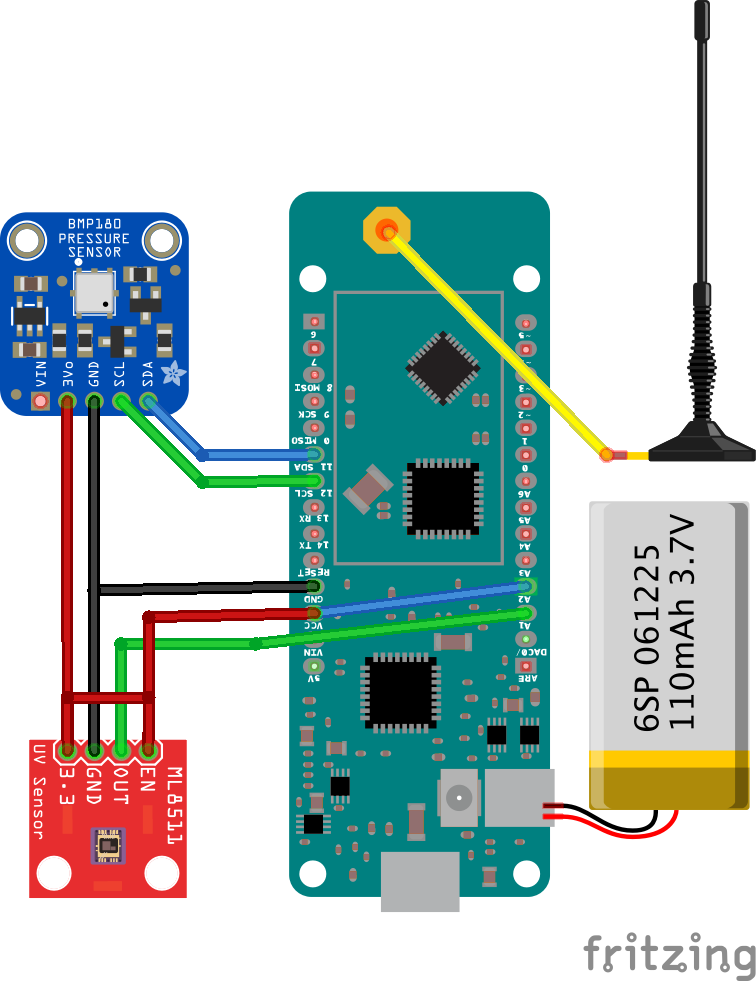 BMP180
PRESSURE
SENSOR
VIN
3Vo
GND
SCL
SDA
6
7
8 MOSI
9 SCK
0 MISO
11 SDA
12 SCL
13 RX
14 TX
RESET
GND
VCC
VIN
5V
~5
~
~3
~2
1
0
A6
A5
A4
A3
A2
A1
DAC0/
ARE
6SP 061225
110mAh 3.7V
UV Sensor
3.3
GND
OUT
EN
ML8511
fritzing